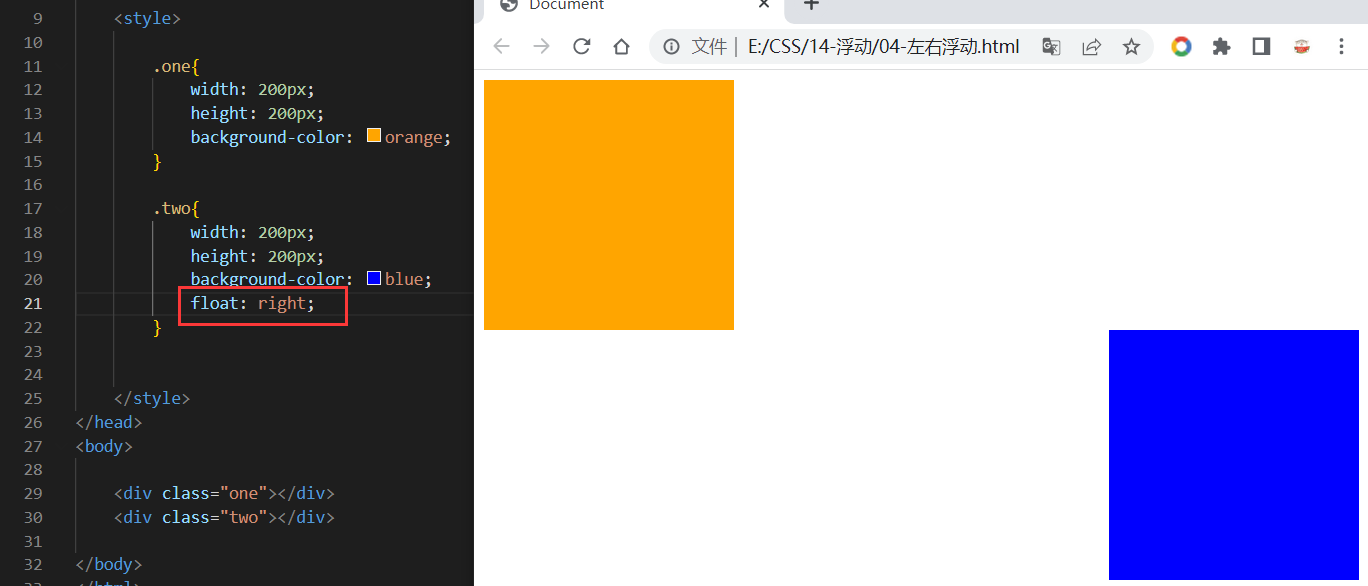 Document
文件 | E:/CSS/14-浮动/04-左右浮动.html
9 <style>
10
11 .one{
12 width: 200px;
13 height: 200px;
14 background-color: orange;
15 }
16
17 .two{
18 width: 200px;
19 height: 200px;
20 background-color: blue;
21 float: right;
22 }
23
24
25 </style>
26 </head>
27 <body>
28
29 <div class="one"></div>
30 <div class="two"></div>
31
32 </body>
33 </html>